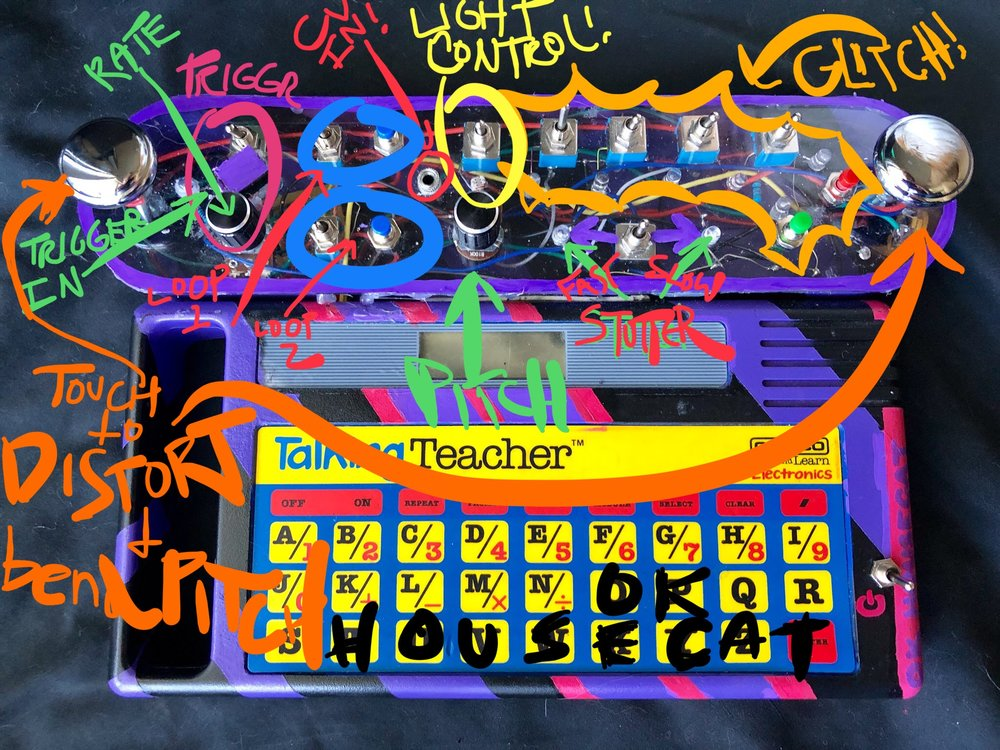 RATE
TRIGGR
LIGHT
CONTROL!
GLITCH!
TRIGGER
IN
LOOP
1
LOOP
2
FAST SLOW
STUTTER
PITCH
TOUCH
to
DISTORT
+
bend PITCH
Talking Teacher™
Learn
Electronics
OFF ON REPEAT SELECT CLEAR //
A/1 B/2 C/3 D/4 E/5 F/6 G/7 H/8 I/9
J/0 K/+ L/- M/× N/÷ Q R
OK
HOUSECAT